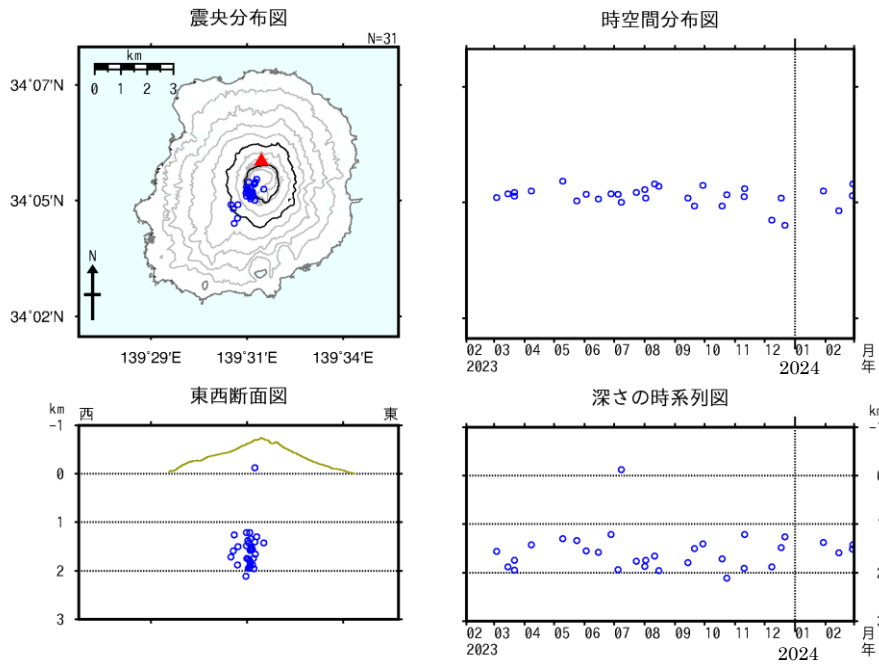 震央分布図
N=31
km
0 1 2 3
34°07'N
34°05'N
34°02'N
N
139°29'E 139°31'E 139°34'E
時空間分布図
02 03 04 05 06 07 08 09 10 11 12 01 02 月
2023 2024 年
東西断面図
km 西 東
-1
0
1
2
3
深さの時系列図
km
-1
0
1
2
3
02 03 04 05 06 07 08 09 10 11 12 01 02 月
2023 2024 年